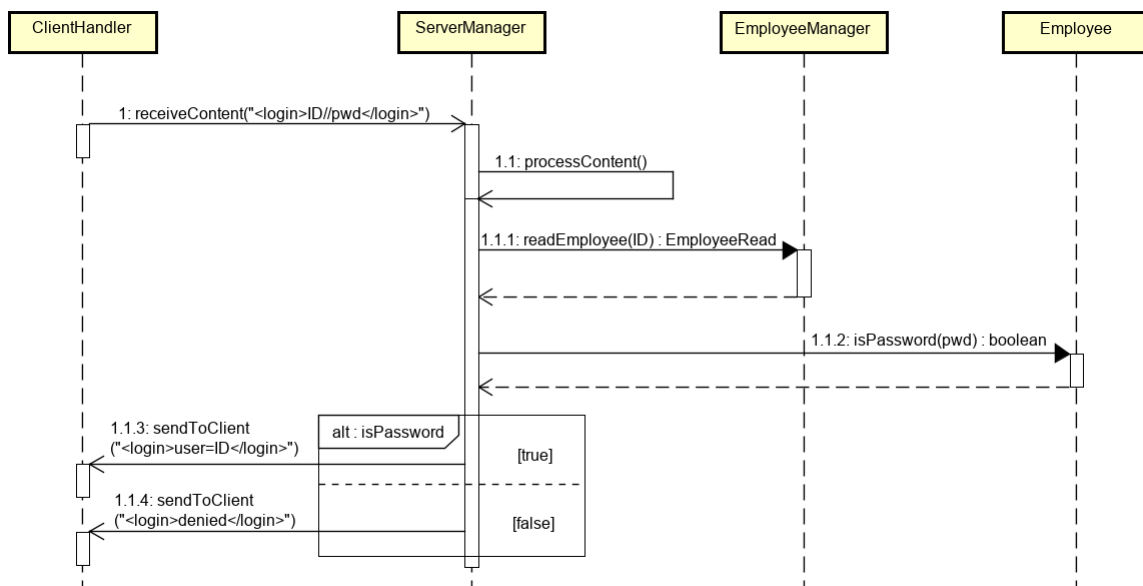 ClientHandler
ServerManager
EmployeeManager
Employee
1: receiveContent("<login>ID//pwd</login>")
1.1: processContent()
1.1.1: readEmployee(ID) : EmployeeRead
1.1.2: isPassword(pwd) : boolean
1.1.3: sendToClient
("<login>user=ID</login>")
alt : isPassword
[true]
1.1.4: sendToClient
("<login>denied</login>")
[false]